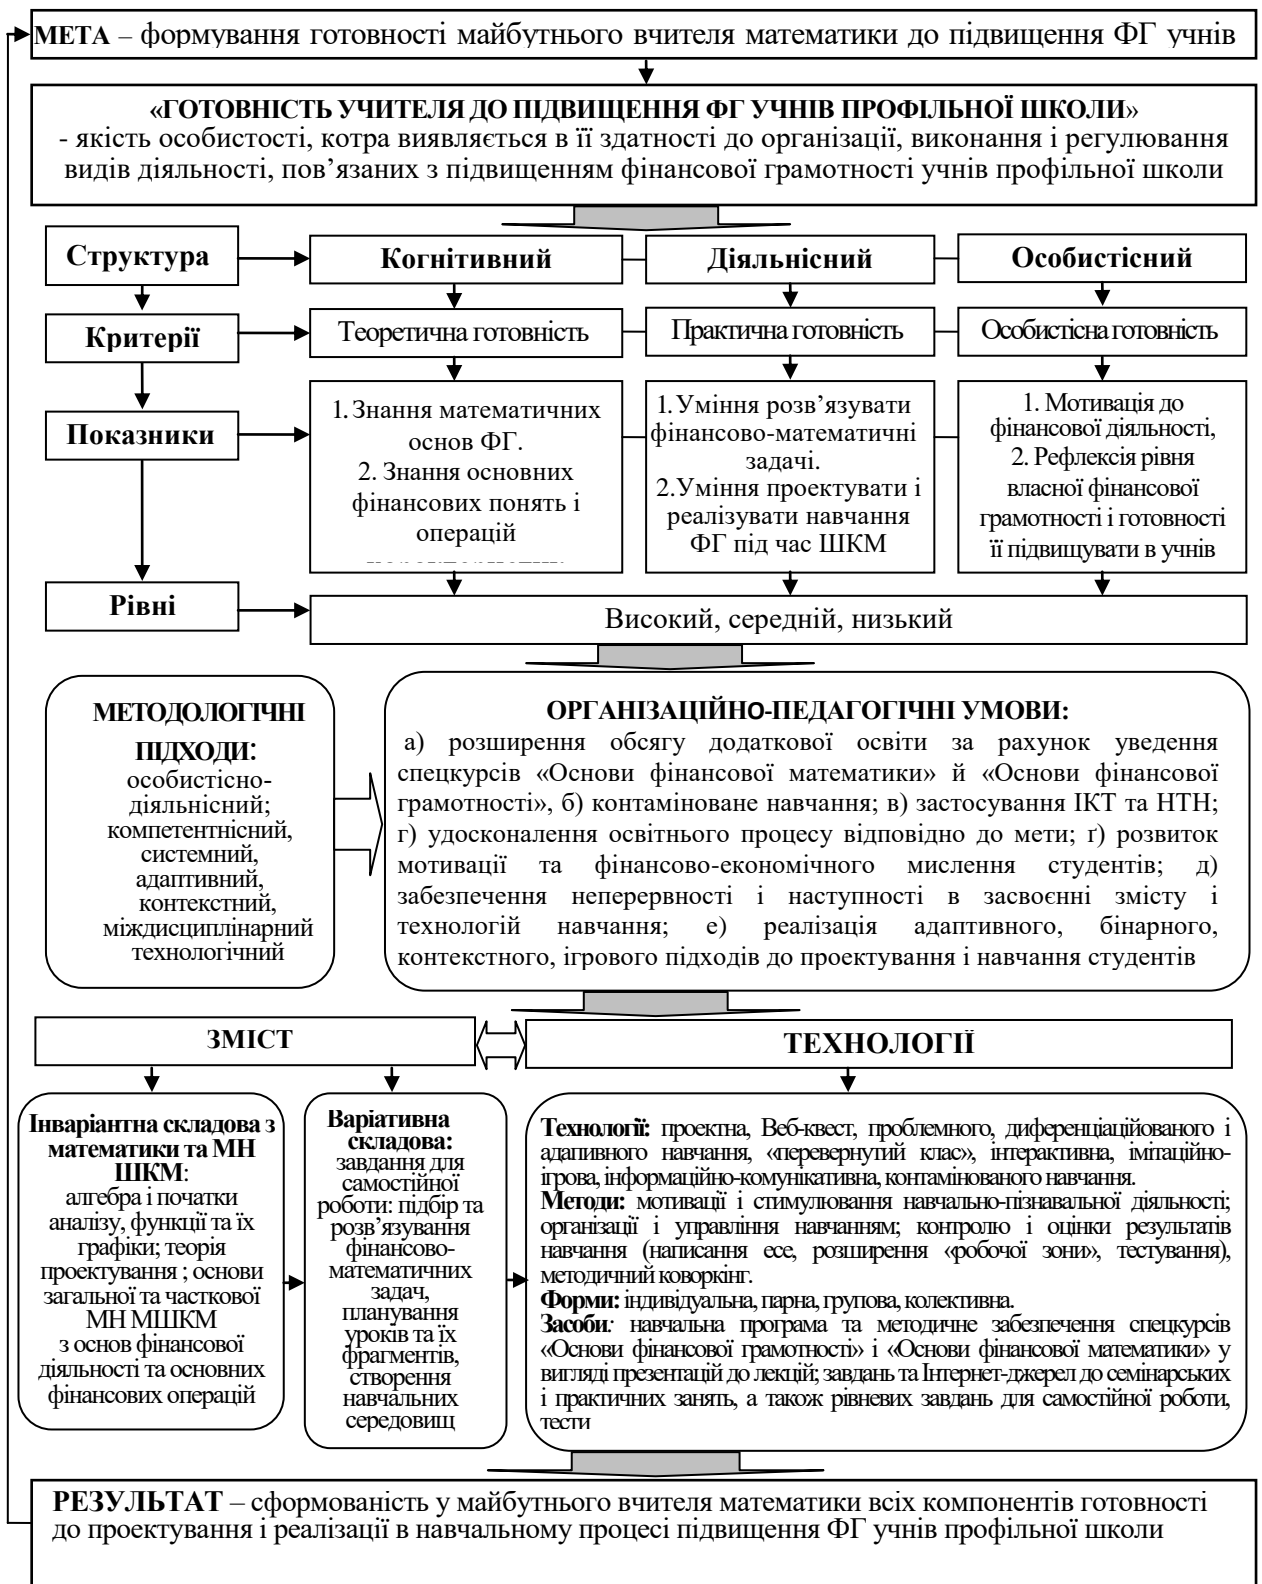 МЕТА – формування готовності майбутнього вчителя математики до підвищення ФГ учнів
«ГОТОВНІСТЬ УЧИТЕЛЯ ДО ПІДВИЩЕННЯ ФГ УЧНІВ ПРОФІЛЬНОЇ ШКОЛИ»
- якість особистості, котра виявляється в її здатності до організації, виконання і регулювання
видів діяльності, пов’язаних з підвищенням фінансової грамотності учнів профільної школи
Структура
Когнітивний
Діяльнісний
Особистісний
Критерії
Теоретична готовність
Практична готовність
Особистісна готовність
Показники
1. Знання математичних
основ ФГ.
2. Знання основних
фінансових понять і
операцій
1.Уміння розв’язувати
фінансово-математичні
задачі.
2.Уміння проектувати і
реалізувати навчання
ФГ під час ШКМ
1. Мотивація до
фінансової діяльності,
2. Рефлексія рівня
власної фінансової
грамотності і готовності
її підвищувати в учнів
Рівні
Високий, середній, низький
МЕТОДОЛОГІЧНІ
ПІДХОДИ:
особистісно-
діяльнісний;
компетентнісний,
системний,
адаптивний,
контекстний,
міждисциплінарний
технологічний
ОРГАНІЗАЦІЙНО-ПЕДАГОГІЧНІ УМОВИ:
а) розширення обсягу додаткової освіти за рахунок уведення
спецкурсів «Основи фінансової математики» й «Основи фінансової
грамотності», б) контаміноване навчання; в) застосування ІКТ та НТН;
г) удосконалення освітнього процесу відповідно до мети; ґ) розвиток
мотивації та фінансово-економічного мислення студентів; д)
забезпечення неперервності і наступності в засвоєнні змісту і
технологій навчання; е) реалізація адаптивного, бінарного,
контекстного, ігрового підходів до проектування і навчання студентів
ЗМІСТ
ТЕХНОЛОГІЇ
Інваріантна складова з
математики та МН
ШКМ:
алгебра і початки
аналізу, функції та їх
графіки; теорія
проектування ; основи
загальної та часткової
МН МШКМ
з основ фінансової
діяльності та основних
фінансових операцій
Варіативна
складова:
завдання для
самостійної
роботи: підбір та
розв’язування
фінансово-
математичних
задач,
планування
уроків та їх
фрагментів,
створення
навчальних
середовищ
Технології: проектна, Веб-квест, проблемного, диференціаційованого і
адапивного навчання, «перевернутий клас», інтерактивна, імітаційно-
ігрова, інформаційно-комунікативна, контамінованого навчання.
Методи: мотивації і стимулювання навчально-пізнавальної діяльності;
організації і управління навчанням; контролю і оцінки результатів
навчання (написання есе, розширення «робочої зони», тестування),
методичний коворкінг.
Форми: індивідуальна, парна, групова, колективна.
Засоби: навчальна програма та методичне забезпечення спецкурсів
«Основи фінансової грамотності» і «Основи фінансової математики» у
вигляді презентацій до лекцій; завдань та Інтернет-джерел до семінарських
і практичних занять, а також рівневих завдань для самостійної роботи,
тести
РЕЗУЛЬТАТ – сформованість у майбутнього вчителя математики всіх компонентів готовності
до проектування і реалізації в навчальному процесі підвищення ФГ учнів профільної школи